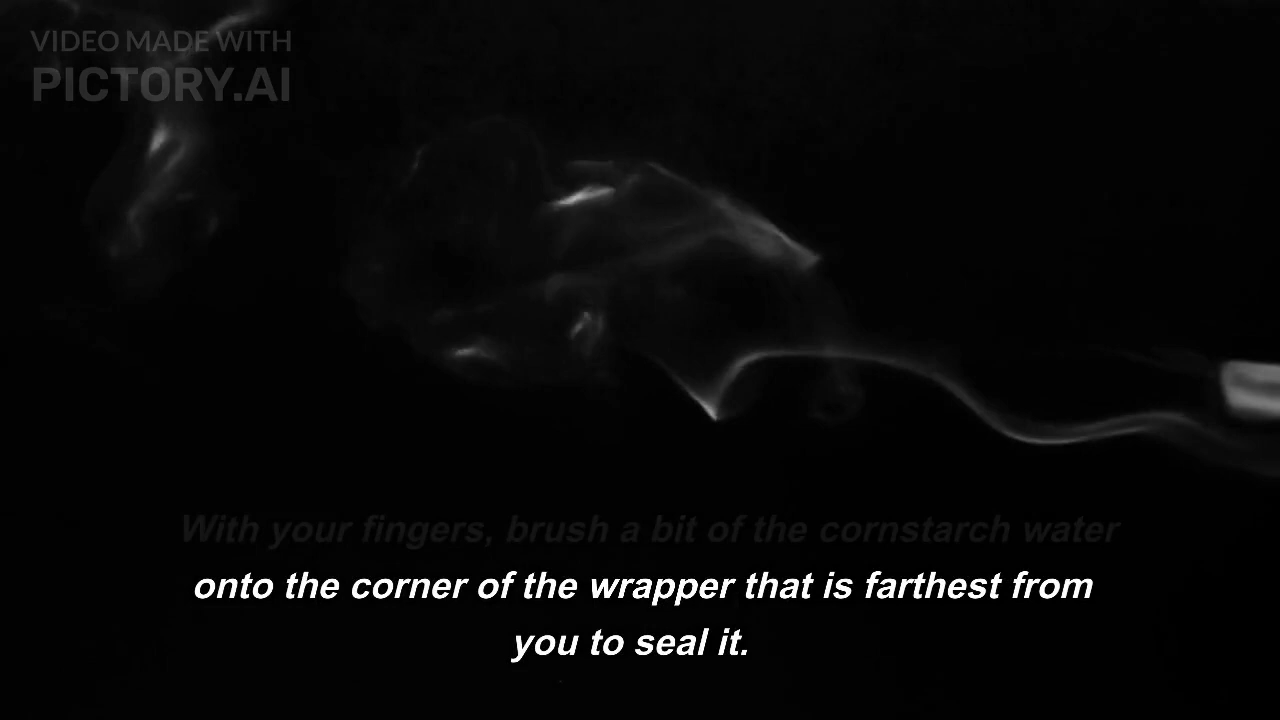 VIDEO MADE WITH
PICTORY.AI
With your fingers, brush a bit of the cornstarch water
onto the corner of the wrapper that is farthest from
you to seal it.